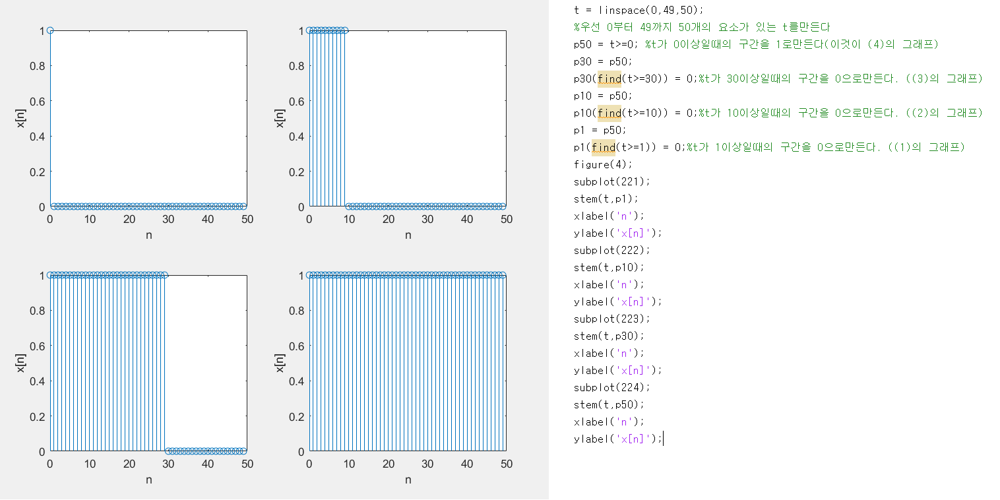 1
0.8
0.6
0.4
0.2
0
x[n]
0 10 20 30 40 50
n
1
0.8
0.6
0.4
0.2
0
x[n]
0 10 20 30 40 50
n
1
0.8
0.6
0.4
0.2
0
x[n]
0 10 20 30 40 50
n
1
0.8
0.6
0.4
0.2
0
x[n]
0 10 20 30 40 50
n
t = linspace(0,49,50);
%우선 0부터 49까지 50개의 요소가 있는 t를만든다
p50 = t>=0; %t가 0이상일때의 구간을 1로만든다(이것이 (4)의 그래프)
p30 = p50;
p30(find(t>=30)) = 0;%t가 30이상일때의 구간을 0으로만든다. ((3)의 그래프)
p10 = p50;
p10(find(t>=10)) = 0;%t가 10이상일때의 구간을 0으로만든다. ((2)의 그래프)
p1 = p50;
p1(find(t>=1)) = 0;%t가 1이상일때의 구간을 0으로만든다. ((1)의 그래프)
figure(4);
subplot(221);
stem(t,p1);
xlabel('n');
ylabel('x[n]');
subplot(222);
stem(t,p10);
xlabel('n');
ylabel('x[n]');
subplot(223);
stem(t,p30);
xlabel('n');
ylabel('x[n]');
subplot(224);
stem(t,p50);
xlabel('n');
ylabel('x[n]');